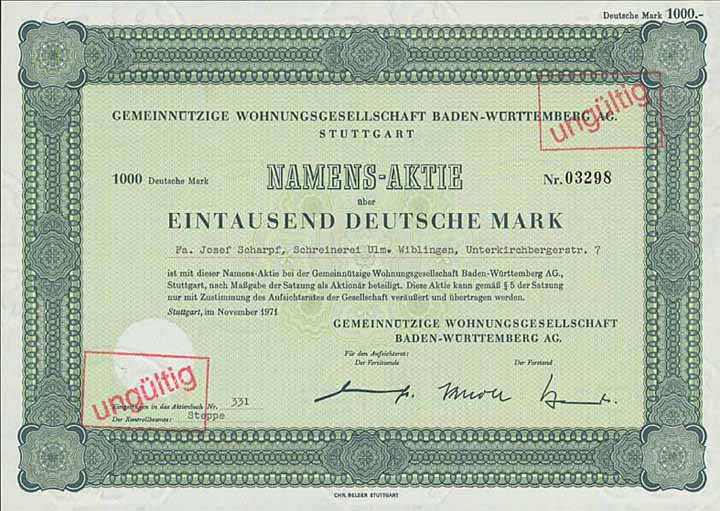 Deutsche Mark 1000.-
GEMEINNÜTZIGE WOHNUNGSGESELLSCHAFT BADEN-WÜRTTEMBERG AG.
STUTTGART
ungültig
1000 Deutsche Mark
NAMENS-AKTIE
Nr. 03298
über
EINTAUSEND DEUTSCHE MARK
Fa. Josef Scharpf, Schreinerei Ulm. Wiblingen, Unterkirchbergerstr. 7
ist mit dieser Namens-Aktie bei der Gemeinnützige Wohnungsgesellschaft Baden-Württemberg AG.,
Stuttgart, nach Maßgabe der Satzung als Aktionär beteiligt. Diese Aktie kann gemäß § 5 der Satzung
nur mit Zustimmung des Aufsichtsrates der Gesellschaft veräußert und übertragen werden.
Stuttgart, im November 1971
GEMEINNÜTZIGE WOHNUNGSGESELLSCHAFT
BADEN-WÜRTTEMBERG AG.
Für den Aufsichtsrat:
Der Vorsitzende
Der Vorstand
ungültig
Eingetragen in das Aktienbuch Nr. 331
Der Kontrollbeamte: Steppe
CHR. BELSER STUTTGART